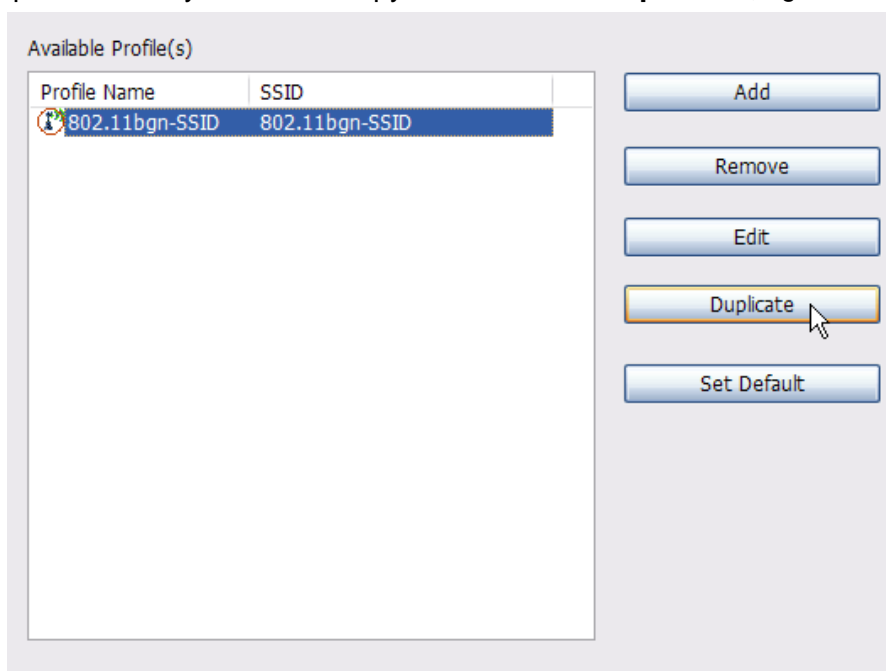 Available Profile(s)
Profile Name SSID
802.11bgn-SSID 802.11bgn-SSID
Add
Remove
Edit
Duplicate
Set Default